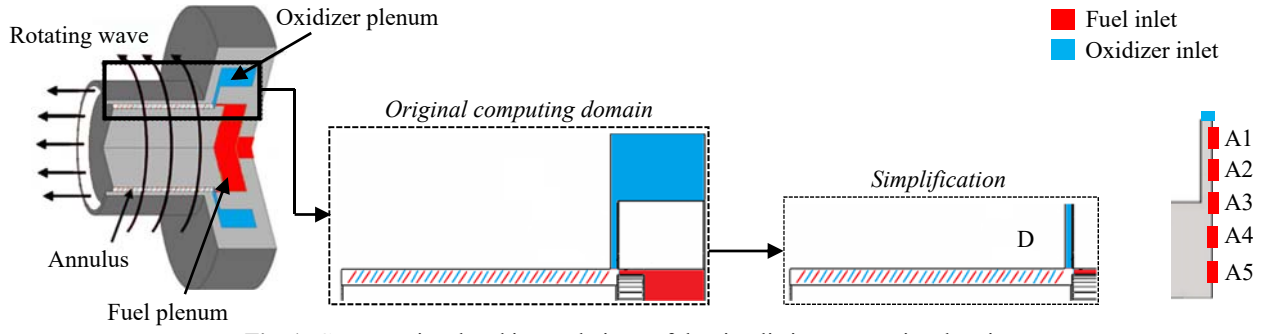 Oxidizer plenum
Rotating wave
Fuel inlet
Oxidizer inlet
Original computing domain
Simplification
D
A1
A2
A3
A4
A5
Annulus
Fuel plenum